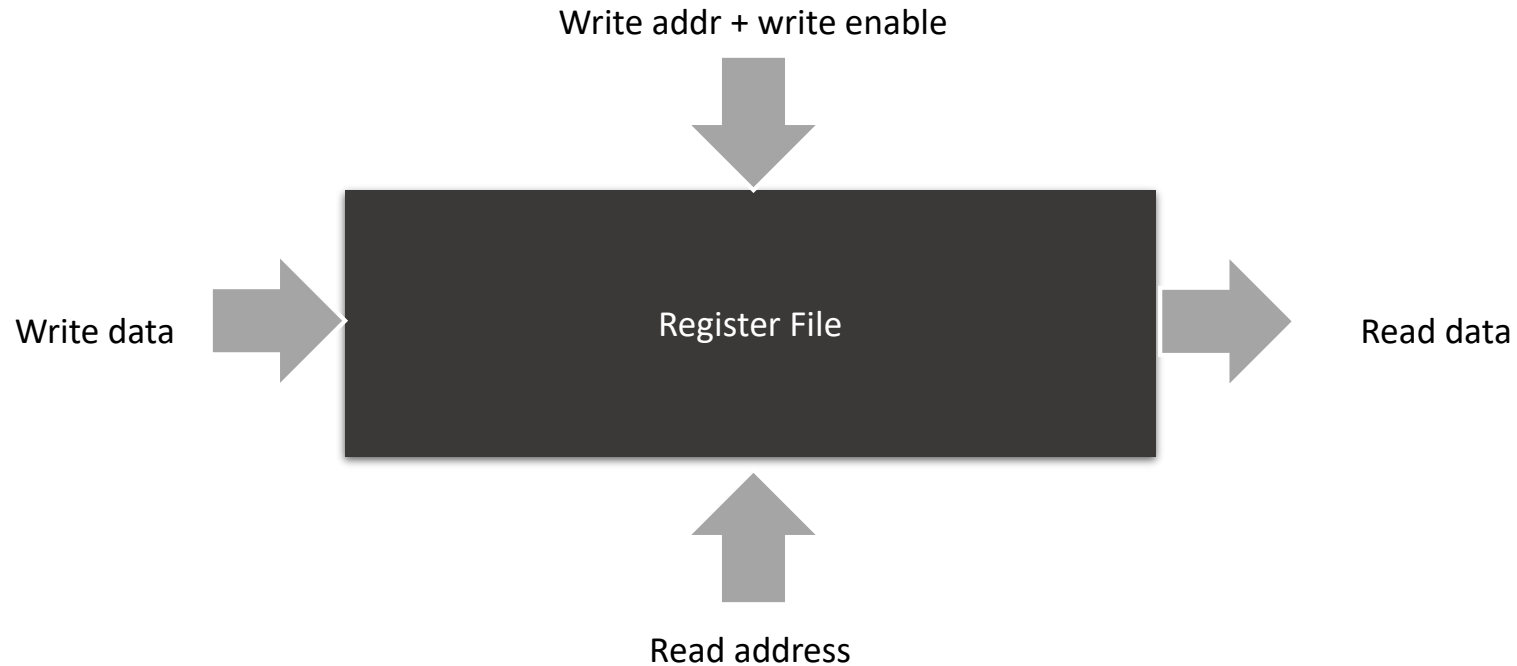 Write addr + write enable
Write data
Register File
Read data
Read address